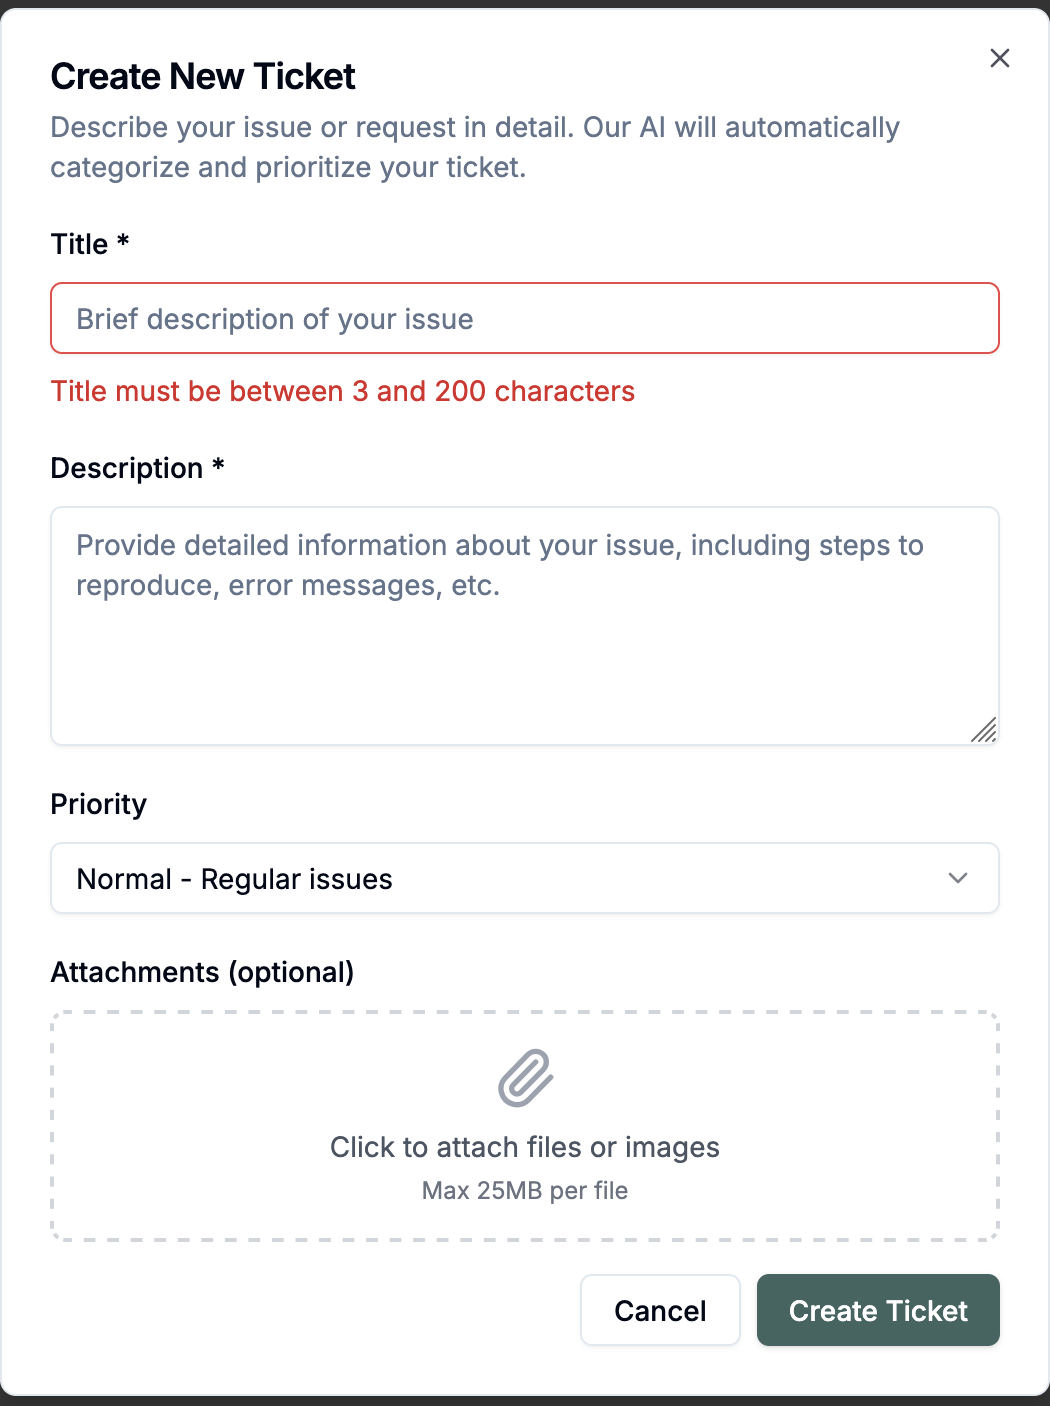 Create New Ticket
Describe your issue or request in detail. Our AI will automatically
categorize and prioritize your ticket.
Title *
Brief description of your issue
Title must be between 3 and 200 characters
Description *
Provide detailed information about your issue, including steps to
reproduce, error messages, etc.
Priority
Normal - Regular issues
Attachments (optional)
Click to attach files or images
Max 25MB per file
Cancel
Create Ticket